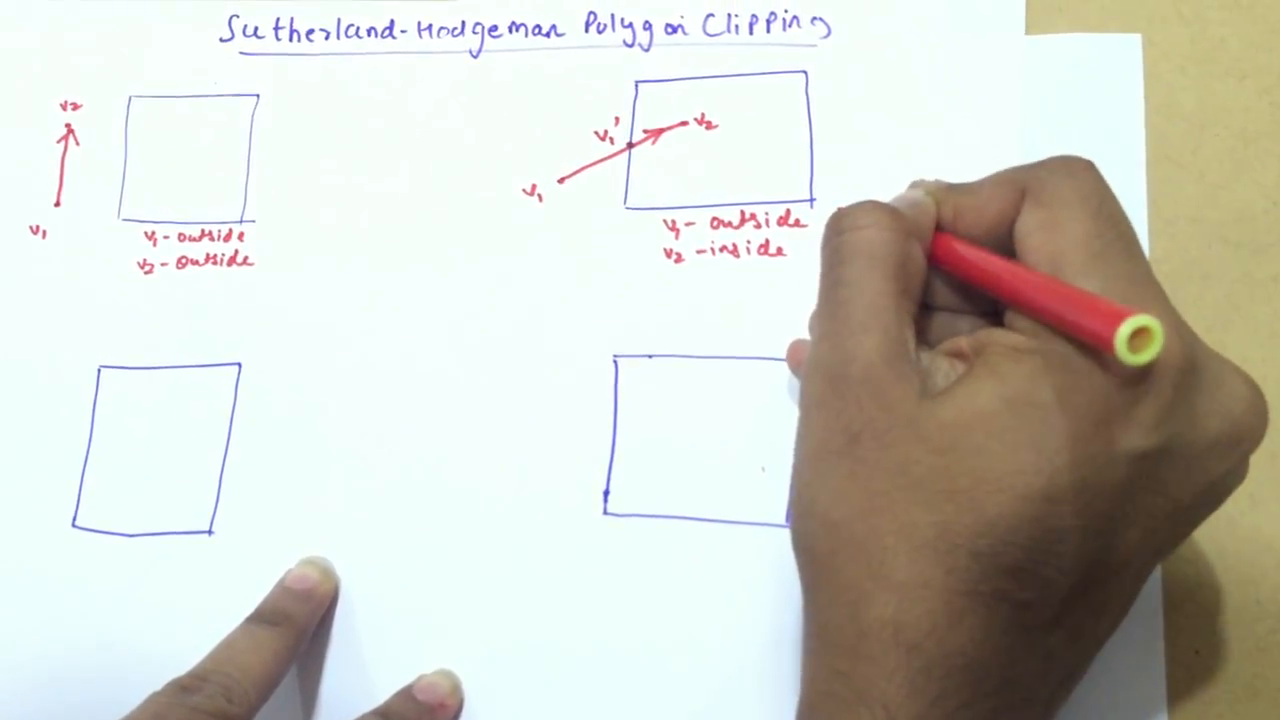 Sutherland-Hodgeman Polygon Clipping
v2
v1
v1-outside
v2-outside
v1'
v2
v1
v1-outside
v2-inside